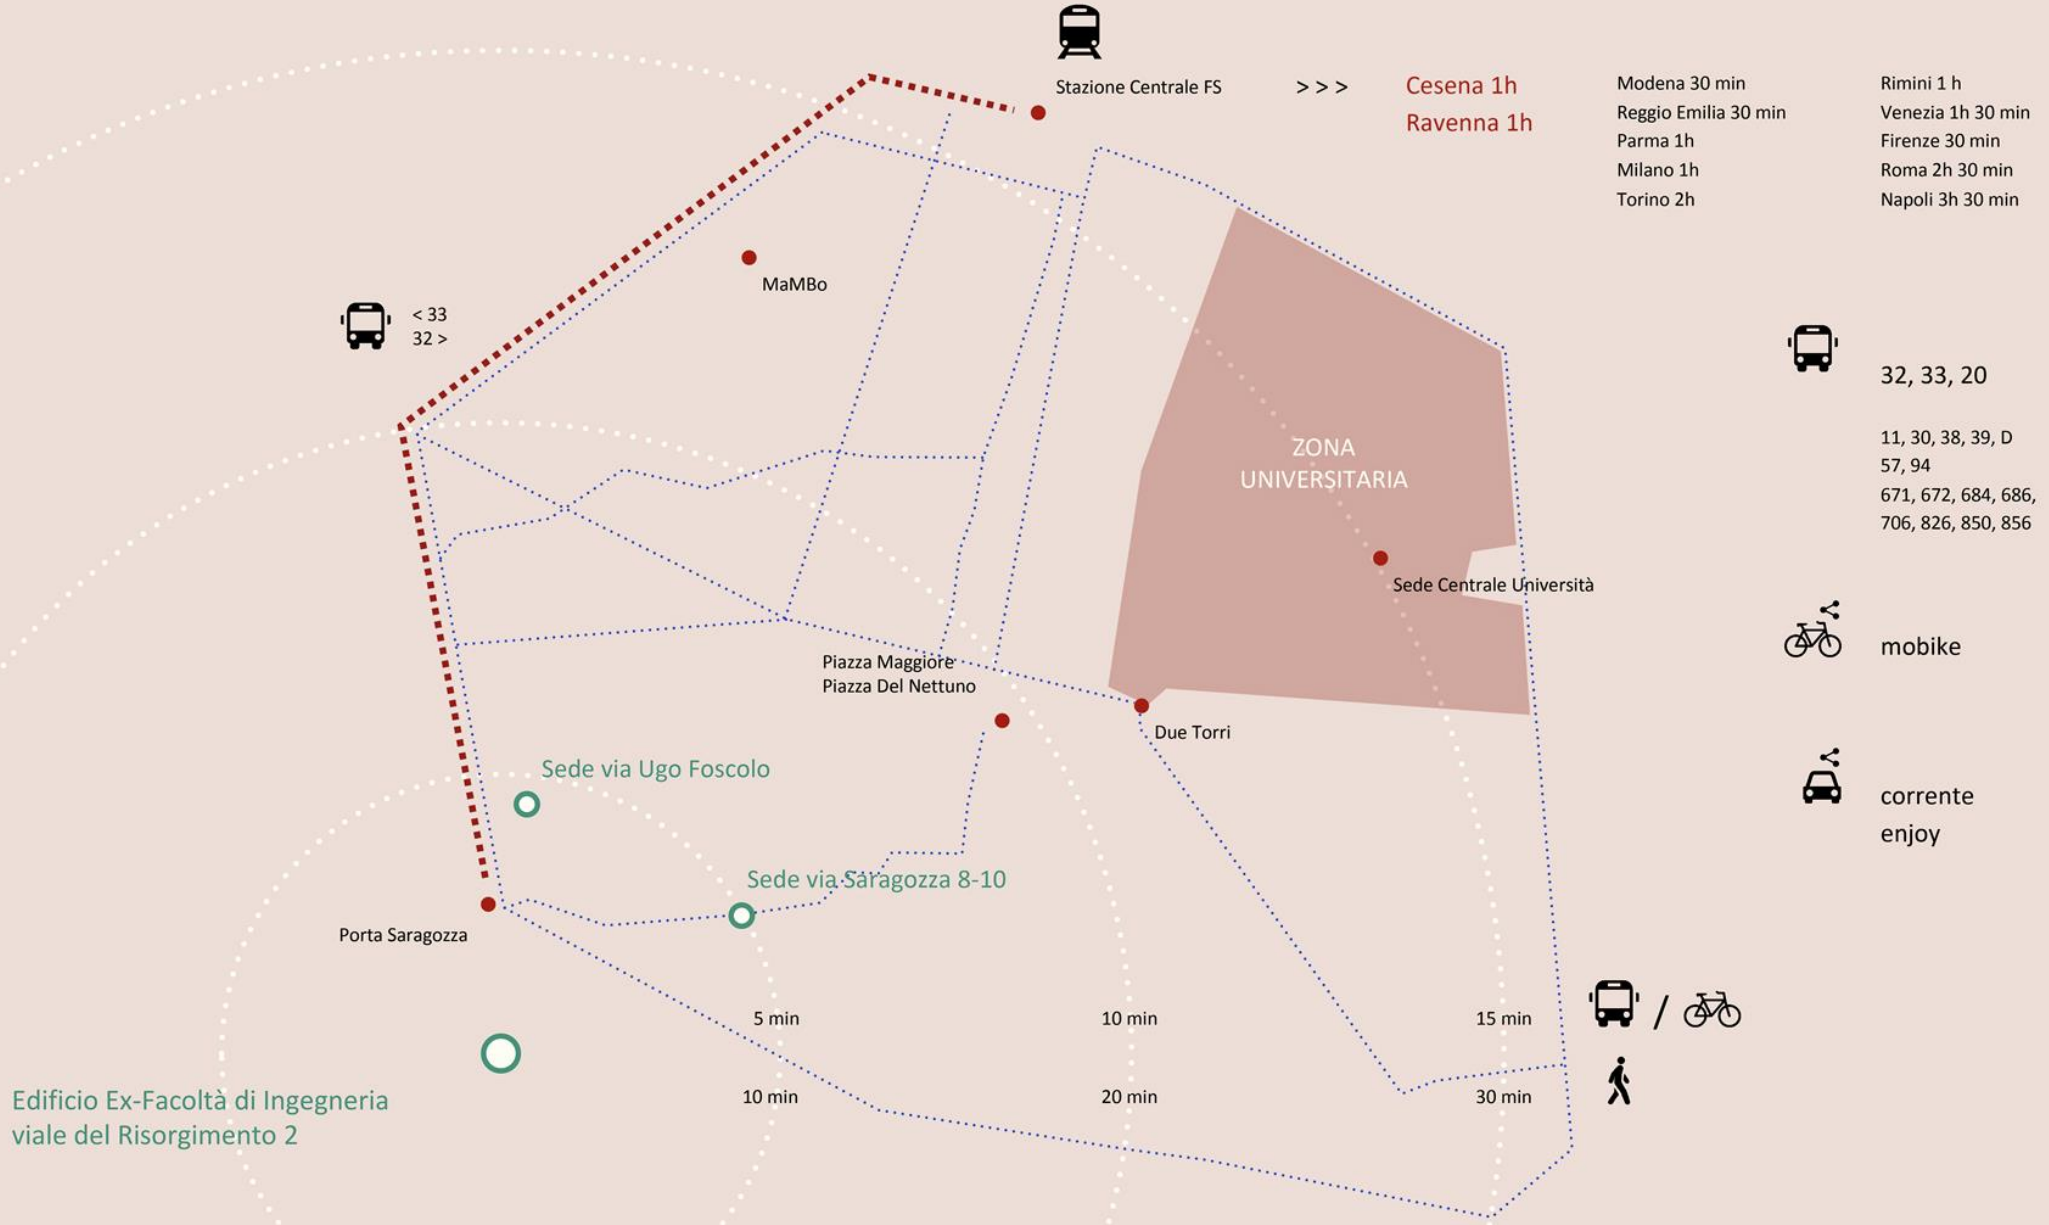 Stazione Centrale FS
> > >
Cesena 1h
Ravenna 1h
Modena 30 min
Reggio Emilia 30 min
Parma 1h
Milano 1h
Torino 2h
Rimini 1 h
Venezia 1h 30 min
Firenze 30 min
Roma 2h 30 min
Napoli 3h 30 min
MaMBo
< 33
32 >
32, 33, 20
11, 30, 38, 39, D
57, 94
671, 672, 684, 686,
706, 826, 850, 856
ZONA
UNIVERSITARIA
Sede Centrale Università
mobike
Piazza Maggiore
Piazza Del Nettuno
Due Torri
Sede via Ugo Foscolo
corrente
enjoy
Sede via Saragozza 8-10
Porta Saragozza
5 min
10 min
15 min
/
10 min
20 min
30 min
Edificio Ex-Facoltà di Ingegneria
viale del Risorgimento 2